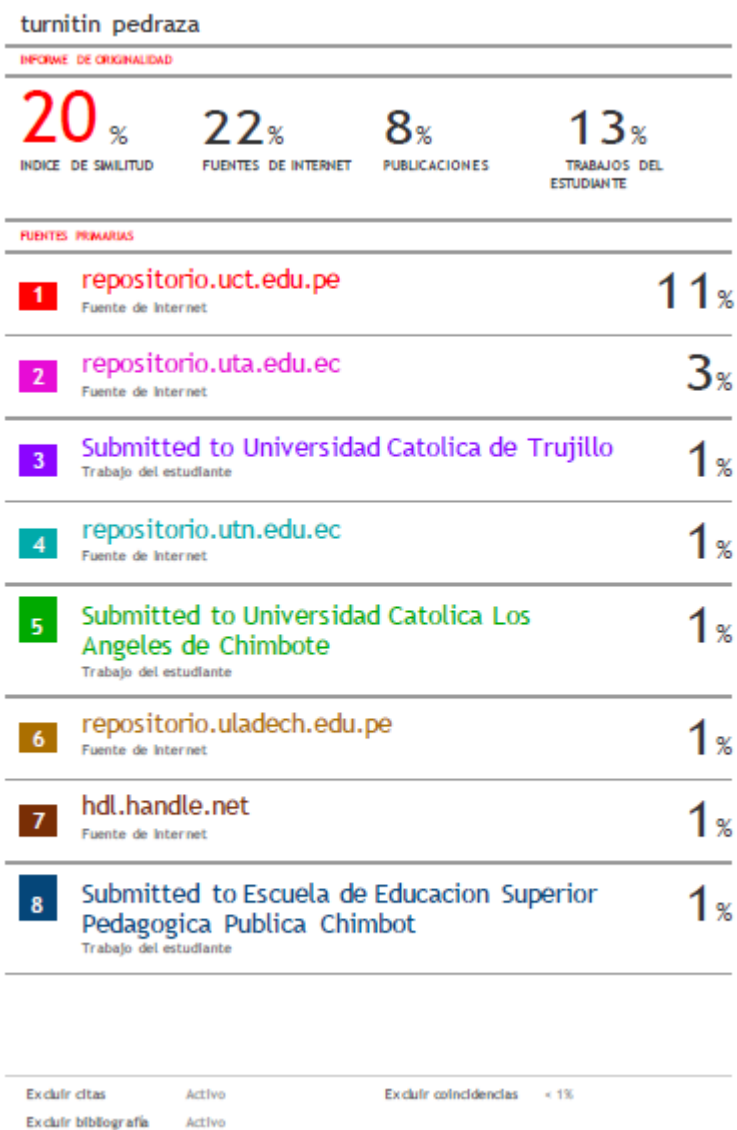 turnitin pedraza
INFORME DE ORIGINALIDAD
20 %
INDICE DE SIMILITUD
22%
FUENTES DE INTERNET
8%
PUBLICACIONES
13%
TRABAJOS DEL
ESTUDIANTE
FUENTES PRIMARIAS
1
repositorio.uct.edu.pe
Fuente de Internet
11%
2
repositorio.uta.edu.ec
Fuente de Internet
3%
3
Submitted to Universidad Catolica de Trujillo
Trabajo del estudiante
1%
4
repositorio.utn.edu.ec
Fuente de Internet
1%
5
Submitted to Universidad Catolica Los
Angeles de Chimbote
Trabajo del estudiante
1%
6
repositorio.uladech.edu.pe
Fuente de Internet
1%
7
hdl.handle.net
Fuente de Internet
1%
8
Submitted to Escuela de Educacion Superior
Pedagogica Publica Chimbot
Trabajo del estudiante
1%
Excluir citas Activo Excluir coincidencias < 1%
Excluir bibliografía Activo